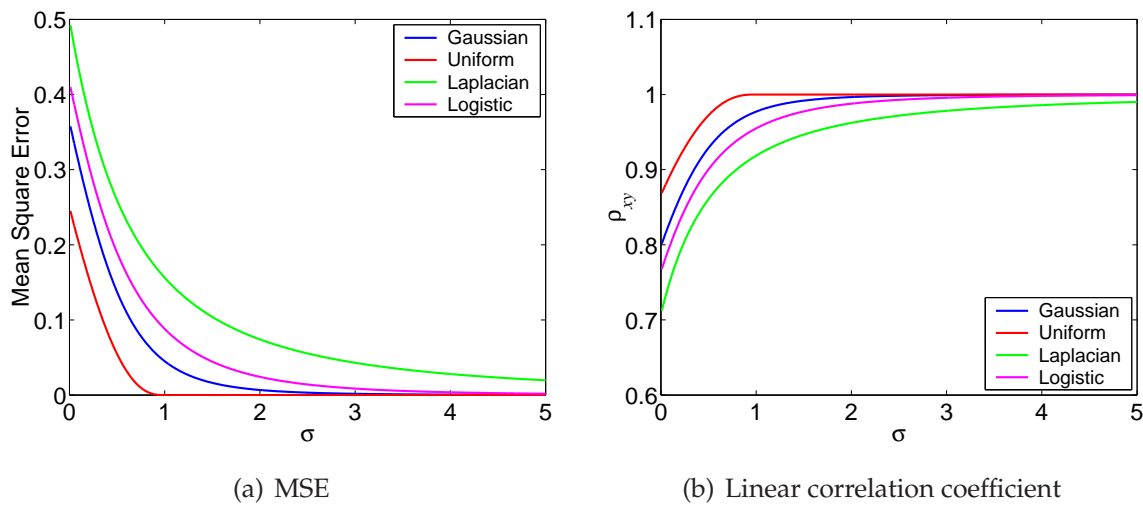 0.5
0.4
0.3
0.2
0.1
0
Mean Square Error
0 1 2 3 4 5
σ
Gaussian
Uniform
Laplacian
Logistic
(a) MSE
1.1
1
0.9
0.8
0.7
0.6
ρxy
0 1 2 3 4 5
σ
Gaussian
Uniform
Laplacian
Logistic
(b) Linear correlation coefficient